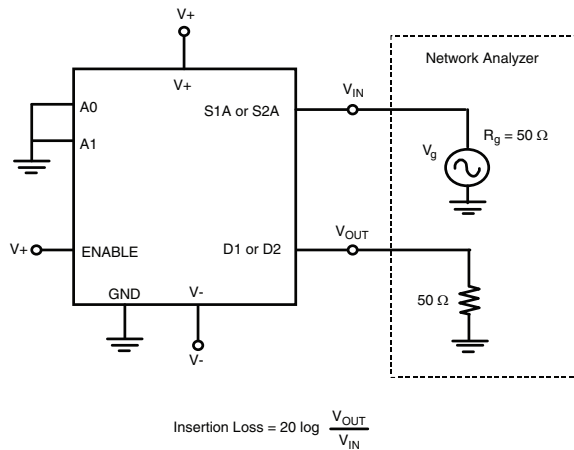 V+
Network Analyzer
V+
A0
S1A or S2A
V_IN
A1
V_g
R_g = 50 Ω
V+
ENABLE
D1 or D2
V_OUT
GND
V-
50 Ω
V-
Insertion Loss = 20 log V_OUT / V_IN